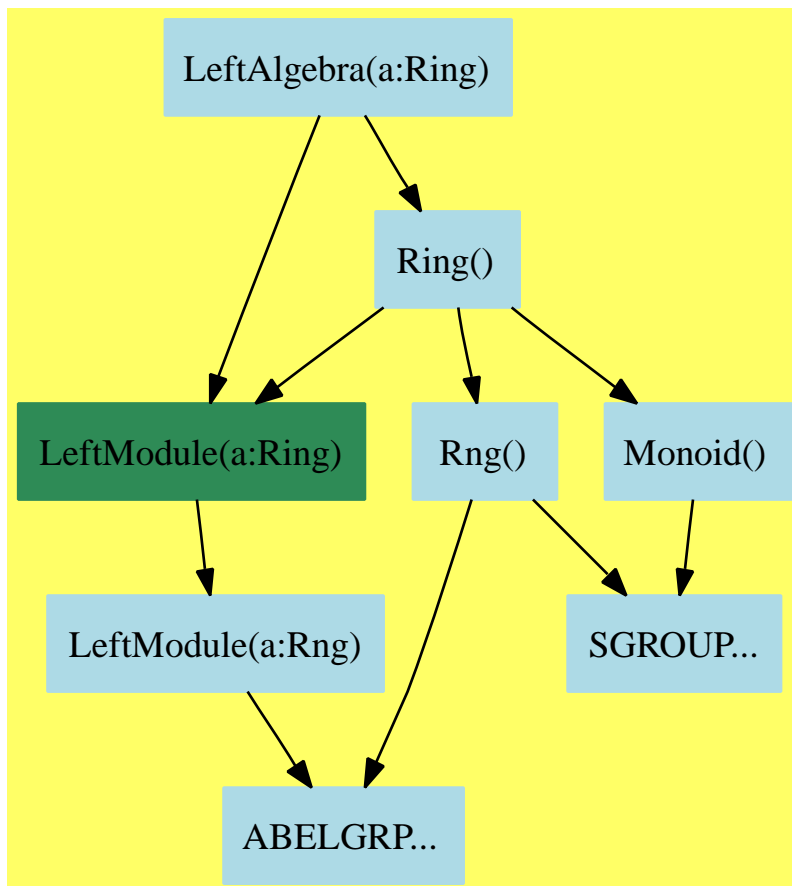 LeftAlgebra(a:Ring)
Ring()
LeftModule(a:Ring)
Rng()
Monoid()
LeftModule(a:Rng)
SGROUP...
ABELGRP...